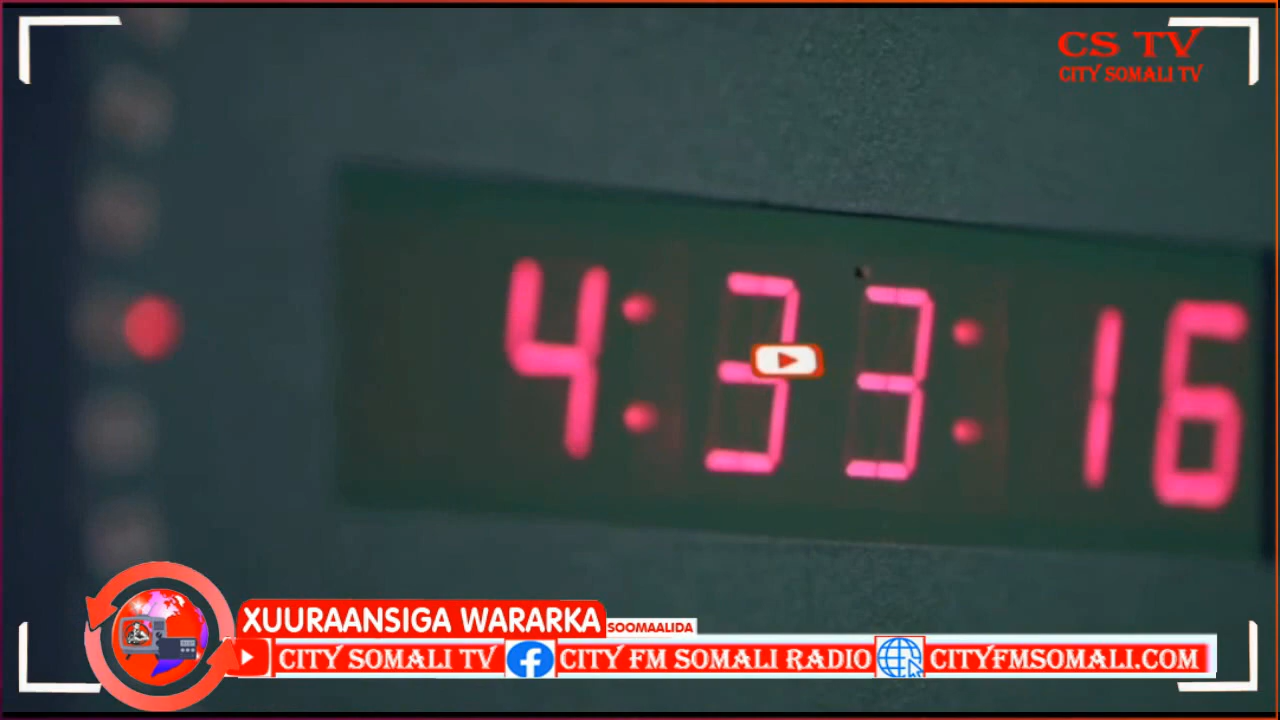 CS TV
CITY SOMALI TV
4:33:16
XUURAANSIGA WARARKA
SOOMAALIDA
CITY SOMALI TV CITY FM SOMALI RADIO CITYFMSOMALI.COM